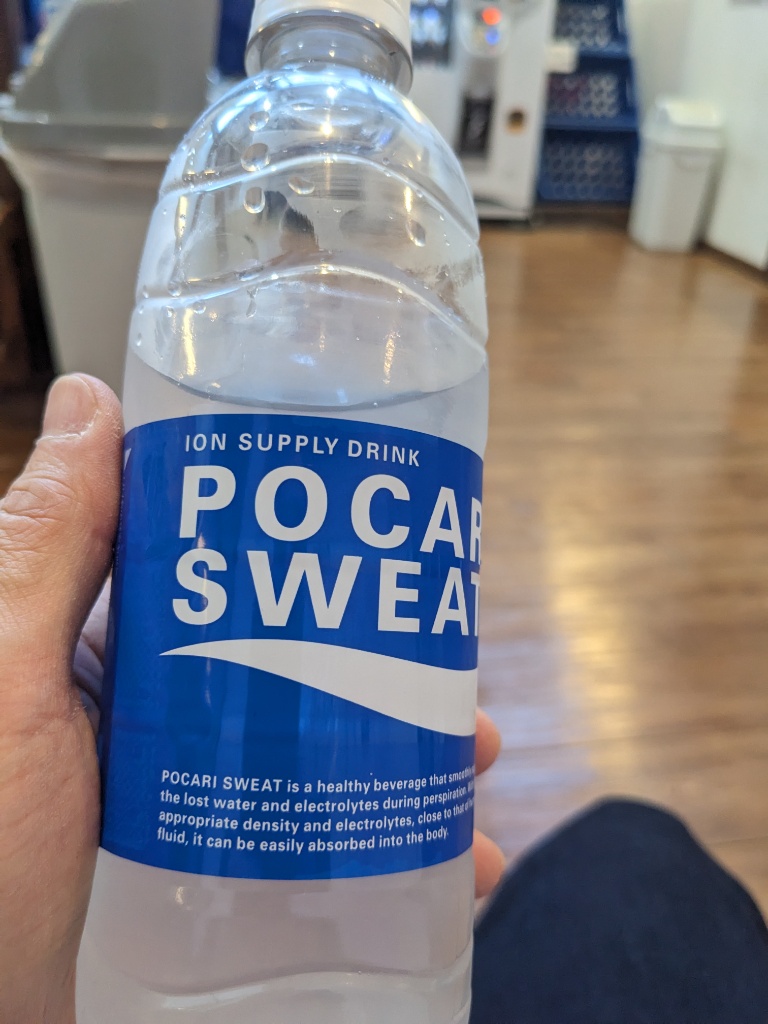 ION SUPPLY DRINK
POCAR
SWEAT
POCARI SWEAT is a healthy beverage that smoothly
the lost water and electrolytes during perspiration.
appropriate density and electrolytes, close to that of
fluid, it can be easily absorbed into the body.